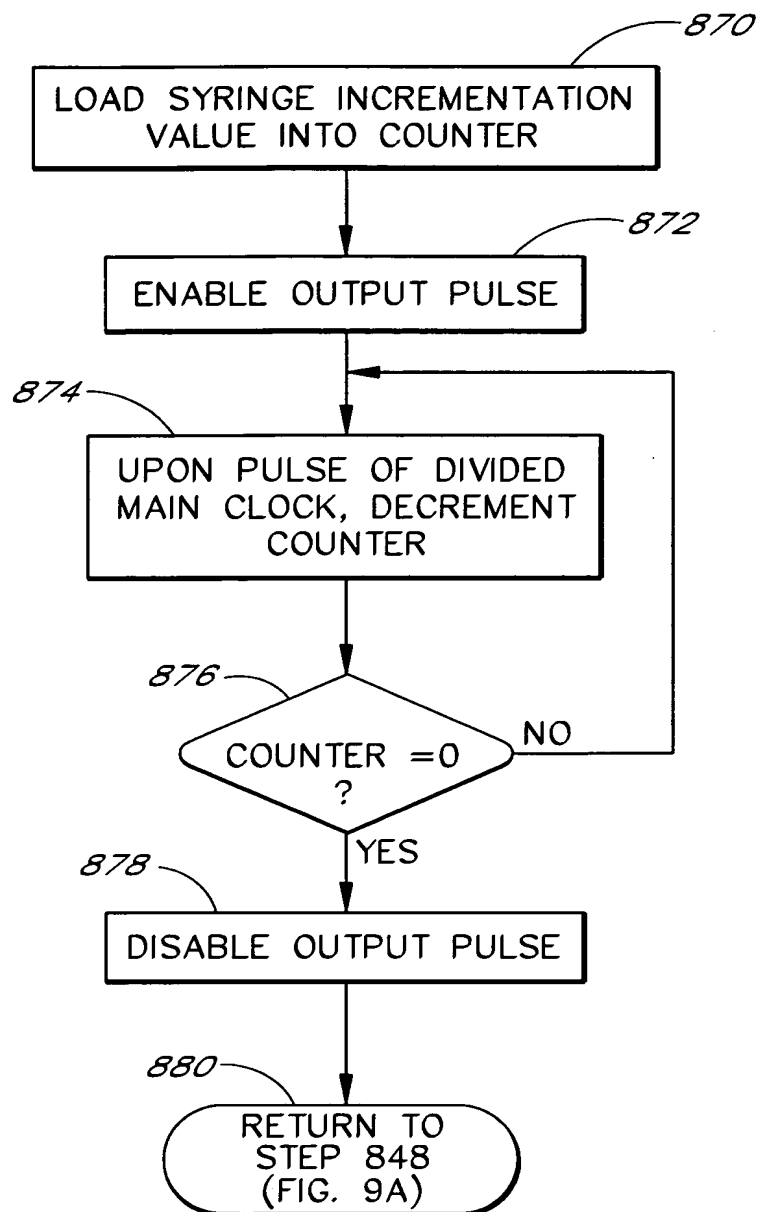 870
LOAD SYRINGE INCREMENTATION
VALUE INTO COUNTER
872
ENABLE OUTPUT PULSE
874
UPON PULSE OF DIVIDED
MAIN CLOCK, DECREMENT
COUNTER
876
COUNTER =0
?
NO
YES
878
DISABLE OUTPUT PULSE
880
RETURN TO
STEP 848
(FIG. 9A)